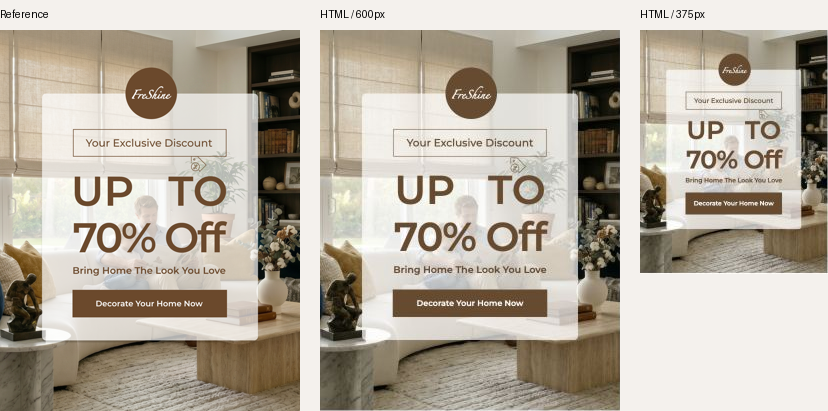 Reference
HTML / 600px
HTML / 375px
FreShine
Your Exclusive Discount
UP TO
70% Off
Bring Home The Look You Love
Decorate Your Home Now
FreShine
Your Exclusive Discount
UP TO
70% Off
Bring Home The Look You Love
Decorate Your Home Now
FreShine
Your Exclusive Discount
UP TO
70% Off
Bring Home The Look You Love
Decorate Your Home Now